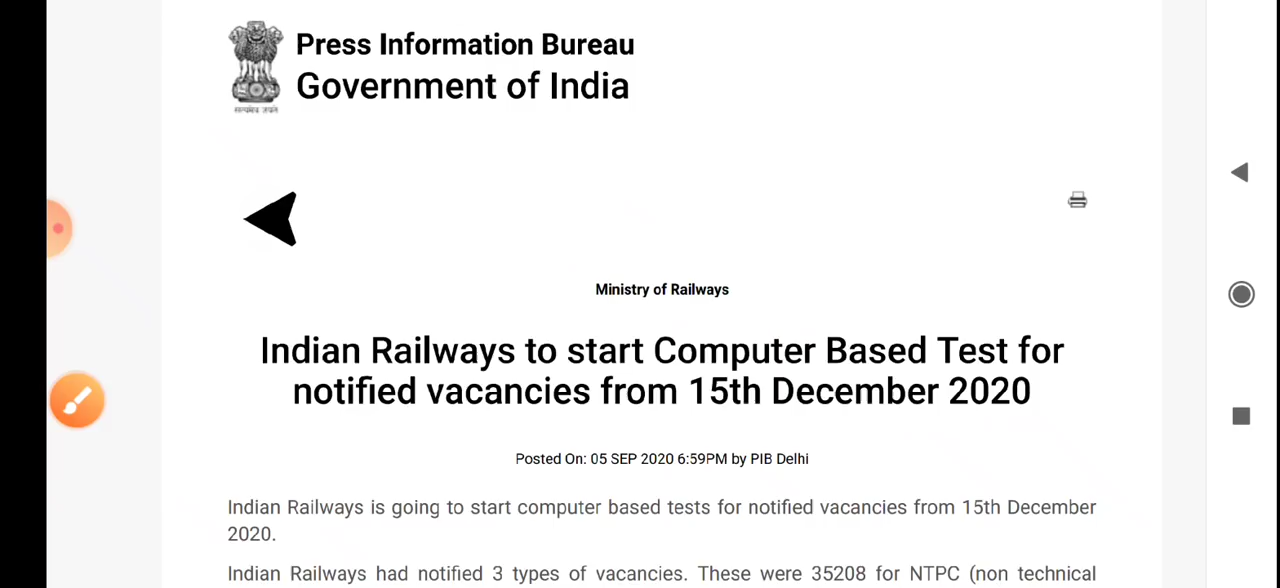 Press Information Bureau
Government of India
सत्यमेव जयते
Ministry of Railways
Indian Railways to start Computer Based Test for
notified vacancies from 15th December 2020
Posted On: 05 SEP 2020 6:59PM by PIB Delhi
Indian Railways is going to start computer based tests for notified vacancies from 15th December
2020.
Indian Railways had notified 3 types of vacancies. These were 35208 for NTPC (non technical